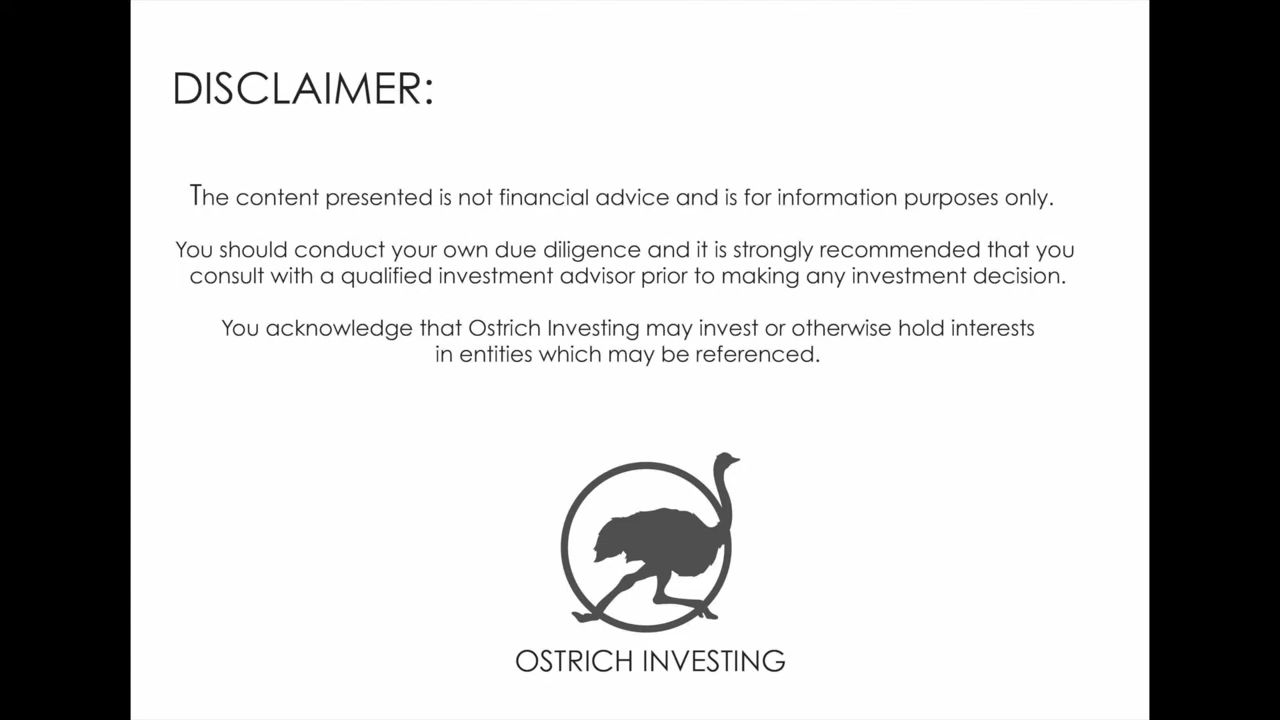 DISCLAIMER:
The content presented is not financial advice and is for information purposes only.
You should conduct your own due diligence and it is strongly recommended that you
consult with a qualified investment advisor prior to making any investment decision.
You acknowledge that Ostrich Investing may invest or otherwise hold interests
in entities which may be referenced.
OSTRICH INVESTING